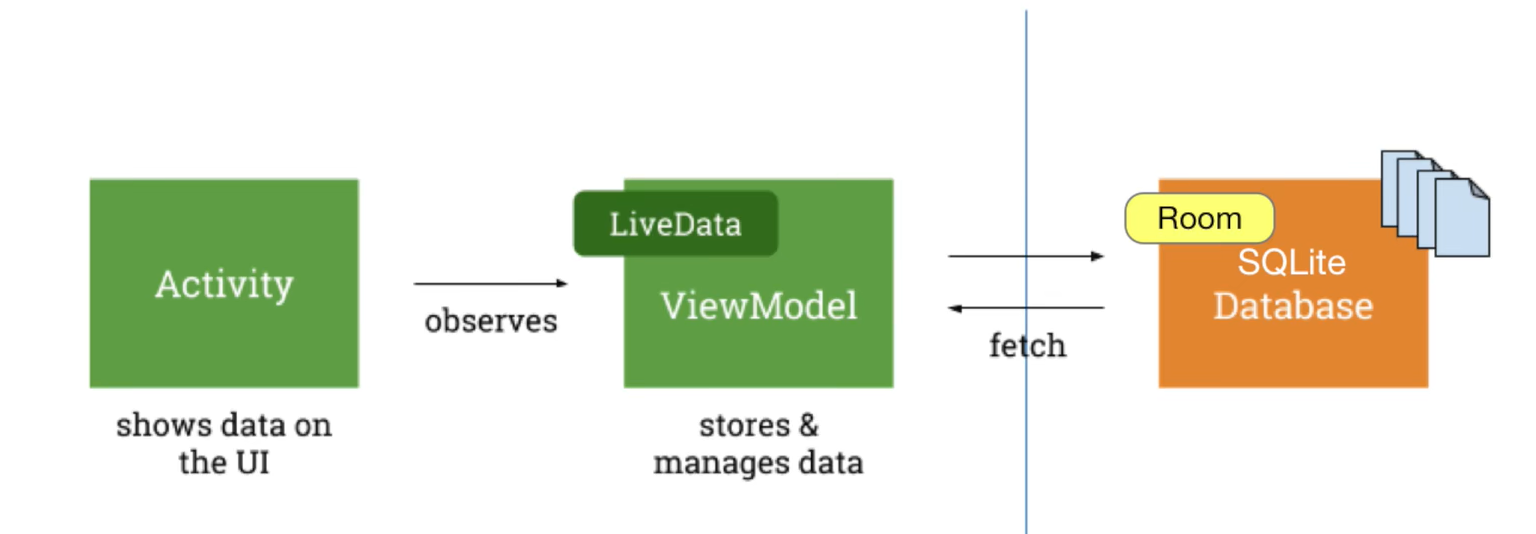 Activity
shows data on
the UI
observes
LiveData
ViewModel
stores &
manages data
fetch
Room
SQLite
Database